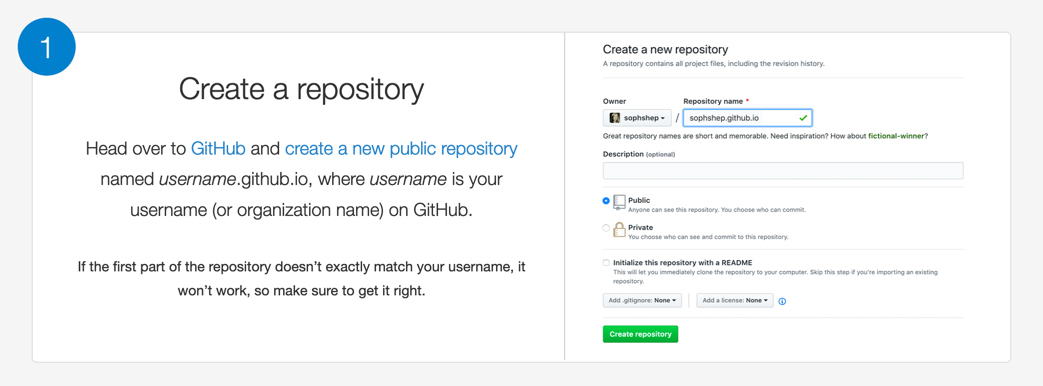 1
Create a repository
Head over to GitHub and create a new public repository
named username.github.io, where username is your
username (or organization name) on GitHub.
If the first part of the repository doesn’t exactly match your username, it
won’t work, so make sure to get it right.
Create a new repository
A repository contains all project files, including the revision history.
Owner
Repository name *
sophshep
/
sophshep.github.io
Great repository names are short and memorable. Need inspiration? How about fictional-winner?
Description (optional)
Public
Anyone can see this repository. You choose who can commit.
Private
You choose who can see and commit to this repository.
Initialize this repository with a README
This will let you immediately clone the repository to your computer. Skip this step if you’re importing an existing
repository.
Add .gitignore: None
Add a license: None
Create repository